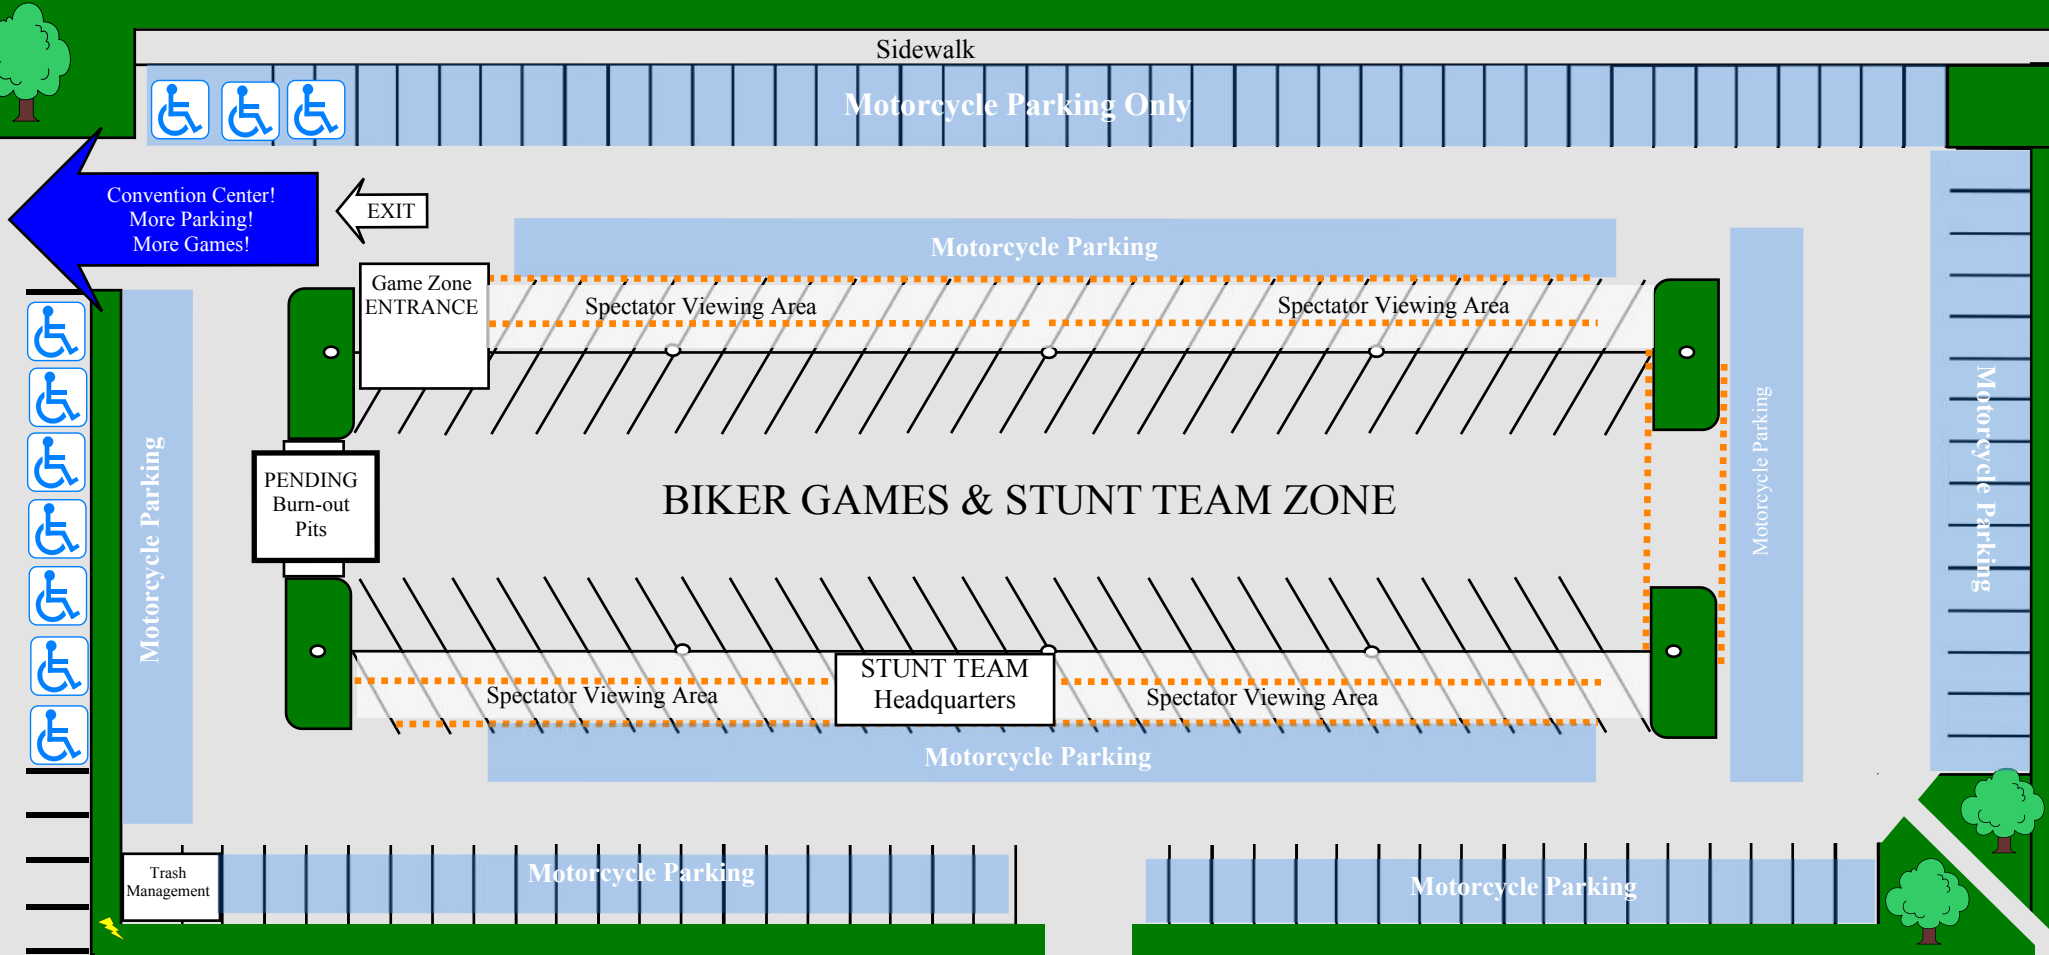 Sidewalk
Motorcycle Parking Only
Convention Center!
More Parking!
More Games!
EXIT
Motorcycle Parking
Game Zone
ENTRANCE
Spectator Viewing Area
Spectator Viewing Area
Motorcycle Parking
PENDING
Burn-out
Pits
BIKER GAMES & STUNT TEAM ZONE
Motorcycle Parking
Motorcycle Parking
STUNT TEAM
Headquarters
Spectator Viewing Area
Spectator Viewing Area
Motorcycle Parking
Trash
Management
Motorcycle Parking
Motorcycle Parking